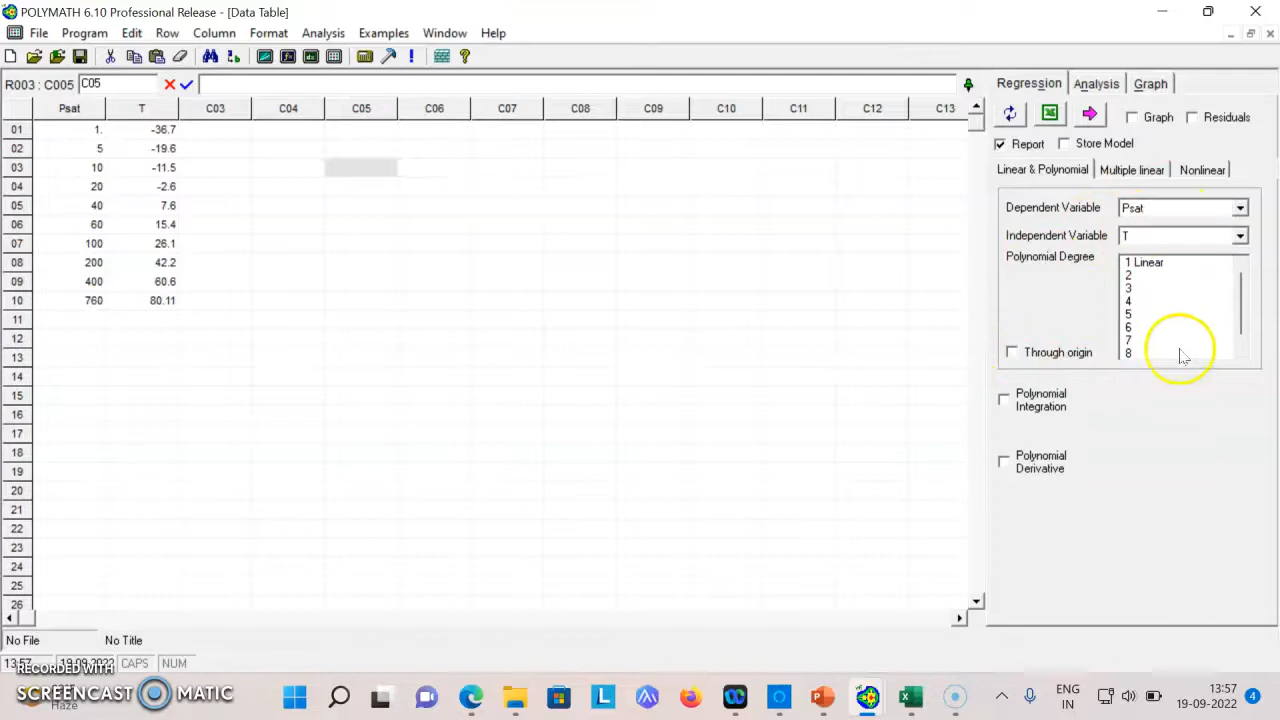 POLYMATH 6.10 Professional Release - [Data Table]
File Program Edit Row Column Format Analysis Examples Window Help
R003 : C005 C05
Regression Analysis Graph
Graph Residuals
Report Store Model
Linear & Polynomial Multiple linear Nonlinear
Dependent Variable Psat
Independent Variable T
Polynomial Degree 1 Linear
2
3
4
5
6
7
8
Through origin
Polynomial Integration
Polynomial Derivative
Psat T C03 C04 C05 C06 C07 C08 C09 C10 C11 C12 C13
01 1. -36.7
02 5 -19.6
03 10 -11.5
04 20 -2.6
05 40 7.6
06 60 15.4
07 100 26.1
08 200 42.2
09 400 60.6
10 760 80.11
11
12
13
14
15
16
17
18
19
20
21
22
23
24
25
26
No File No Title
13:57 19.09.2022 CAPS NUM
RECORDED WITH
SCREENCAST MATIC
Haze
ENG
IN
13:57
19-09-2022
4